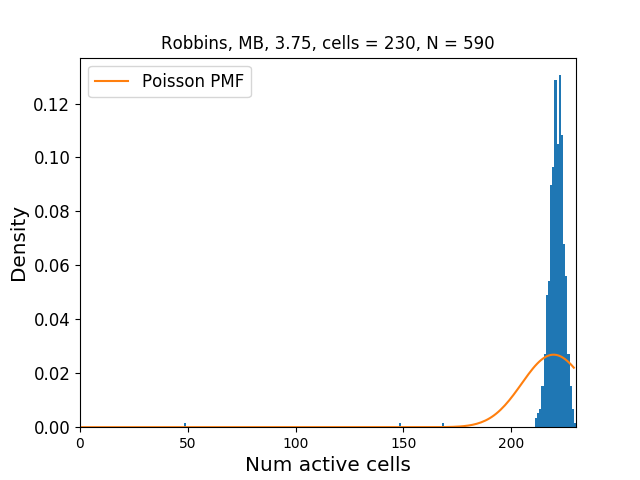 Robbins, MB, 3.75, cells = 230, N = 590
Poisson PMF
0.12
0.10
0.08
0.06
0.04
0.02
0.00
Density
0 50 100 150 200
Num active cells